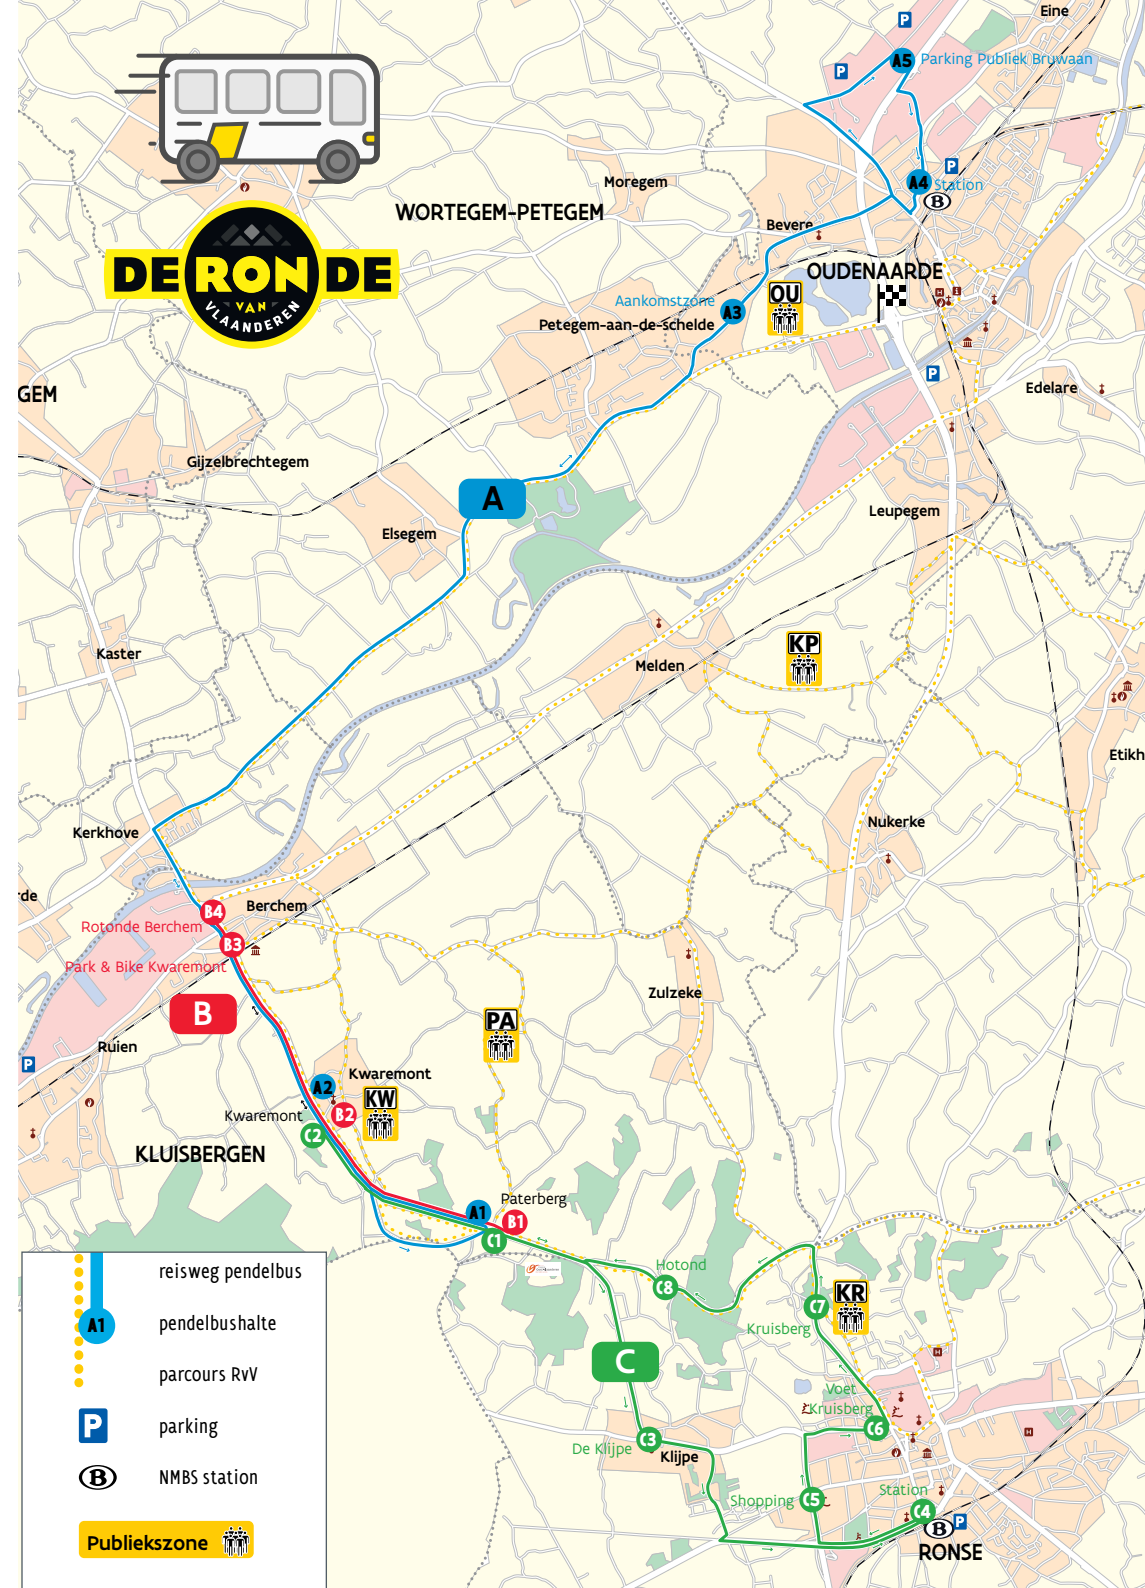 Eine
P
P
A5
Parking Publiek Bruwaan
P
A4
Station
B
Moregem
WORTEGEM-PETEGEM
Bevere
DE RONDE
VAN
VLAANDEREN
OUDENAARDE
OU
Aankomstzone
A3
Petegem-aan-de-schelde
H
i
P
Edelare
GEM
Gijzelbrechtegem
A
Leupegem
Elsegem
KP
Kaster
Melden
Etikh
Kerkhove
Nukerke
rde
Berchem
B4
Rotonde Berchem
B3
Park & Bike Kwaremont
B
Zulzeke
PA
Ruien
P
Kwaremont
A2
KW
Kwaremont
B2
C2
KLUISBERGEN
Paterberg
A1
B1
C1
Hotond
C8
KR
C7
Kruisberg
H
C
Voet
Kruisberg
C6
H
De Klijpe
C3
Klijpe
Shopping
C5
Station
C4
B
P
RONSE
reisweg pendelbus
A1
pendelbushalte
parcours RvV
P
parking
B
NMBS station
Publiekszone